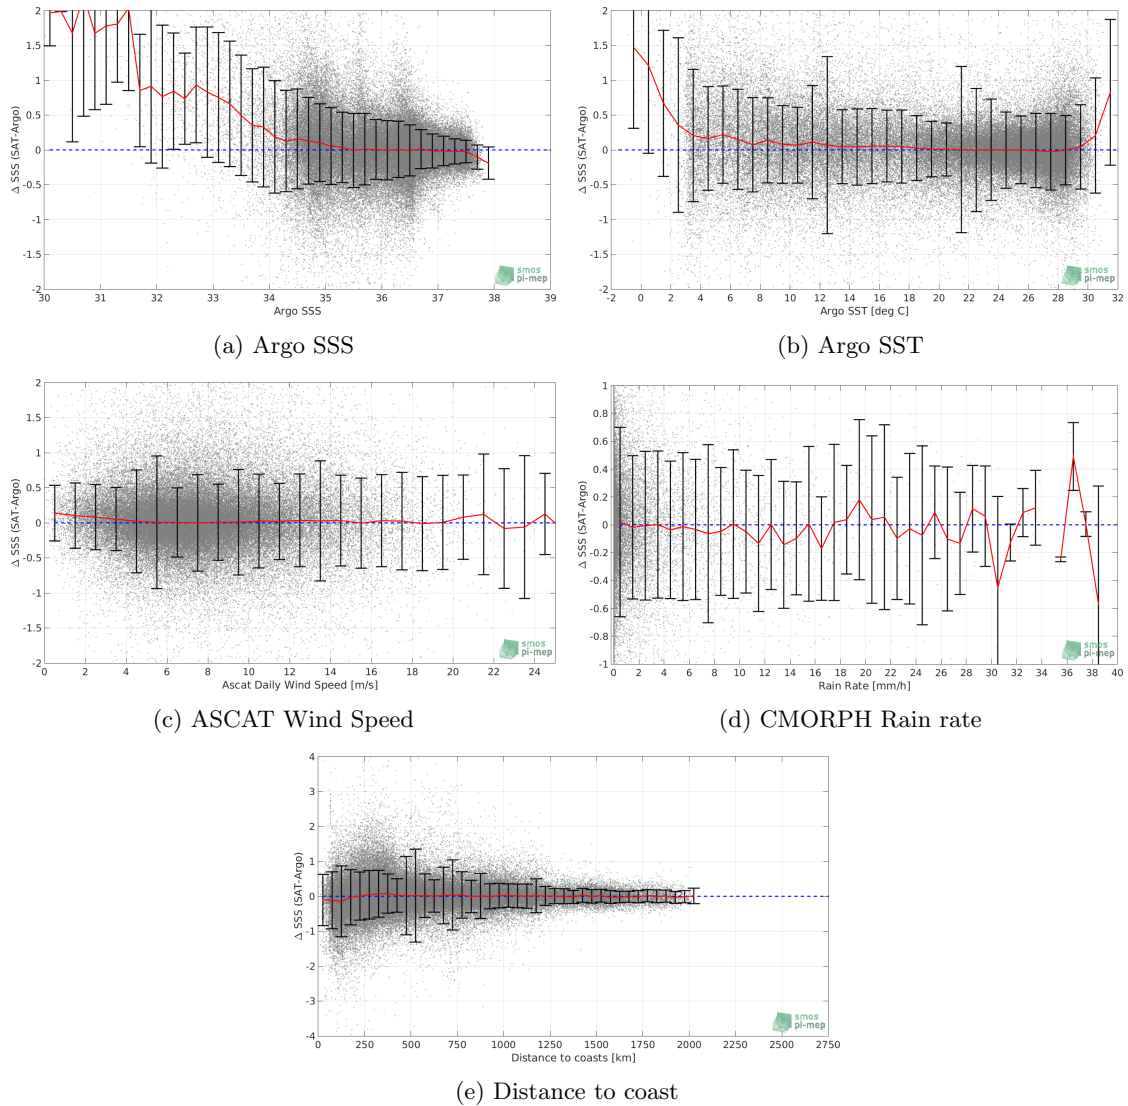 2
1.5
1
0.5
0
-0.5
-1
-1.5
-2
Δ SSS (SAT-Argo)
30 31 32 33 34 35 36 37 38 39
Argo SSS
smos
pi-mep
(a) Argo SSS
2
1.5
1
0.5
0
-0.5
-1
-1.5
-2
Δ SSS (SAT-Argo)
-2 0 2 4 6 8 10 12 14 16 18 20 22 24 26 28 30 32
Argo SST [deg C]
smos
pi-mep
(b) Argo SST
2
1.5
1
0.5
0
-0.5
-1
-1.5
-2
Δ SSS (SAT-Argo)
0 2 4 6 8 10 12 14 16 18 20 22 24
Ascat Daily Wind Speed [m/s]
smos
pi-mep
(c) ASCAT Wind Speed
1
0.8
0.6
0.4
0.2
0
-0.2
-0.4
-0.6
-0.8
-1
Δ SSS (SAT-Argo)
0 2 4 6 8 10 12 14 16 18 20 22 24 26 28 30 32 34 36 38 40
Rain Rate [mm/h]
smos
pi-mep
(d) CMORPH Rain rate
4
3
2
1
0
-1
-2
-3
-4
Δ SSS (SAT-Argo)
0 250 500 750 1000 1250 1500 1750 2000 2250 2500 2750
Distance to coasts [km]
smos
pi-mep
(e) Distance to coast